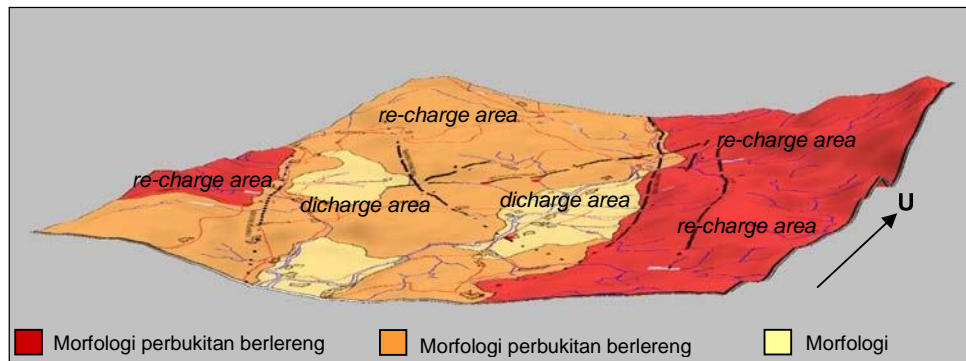 re-charge area
re-charge area
re-charge area
dicharge area
dicharge area
U
re-charge area
Morfologi perbukitan berlereng
Morfologi perbukitan berlereng
Morfologi